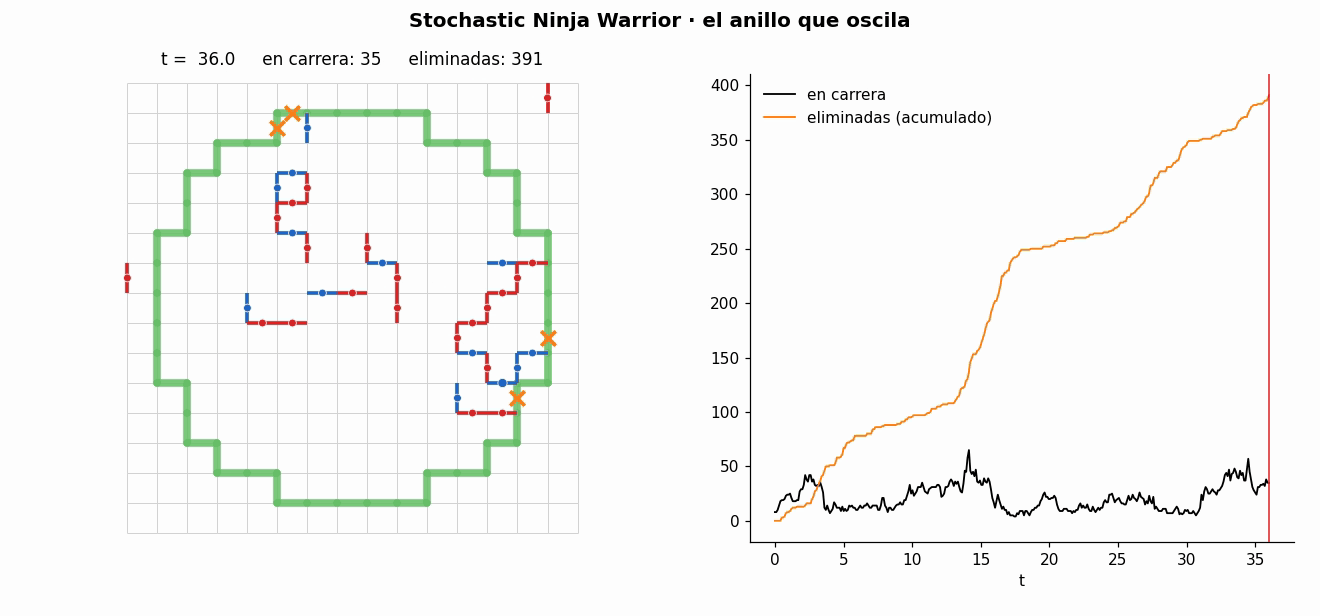 Stochastic Ninja Warrior · el anillo que oscila
t =  36.0     en carrera: 35     eliminadas: 391
en carrera
eliminadas (acumulado)
400
350
300
250
200
150
100
50
0
0 5 10 15 20 25 30 35
t